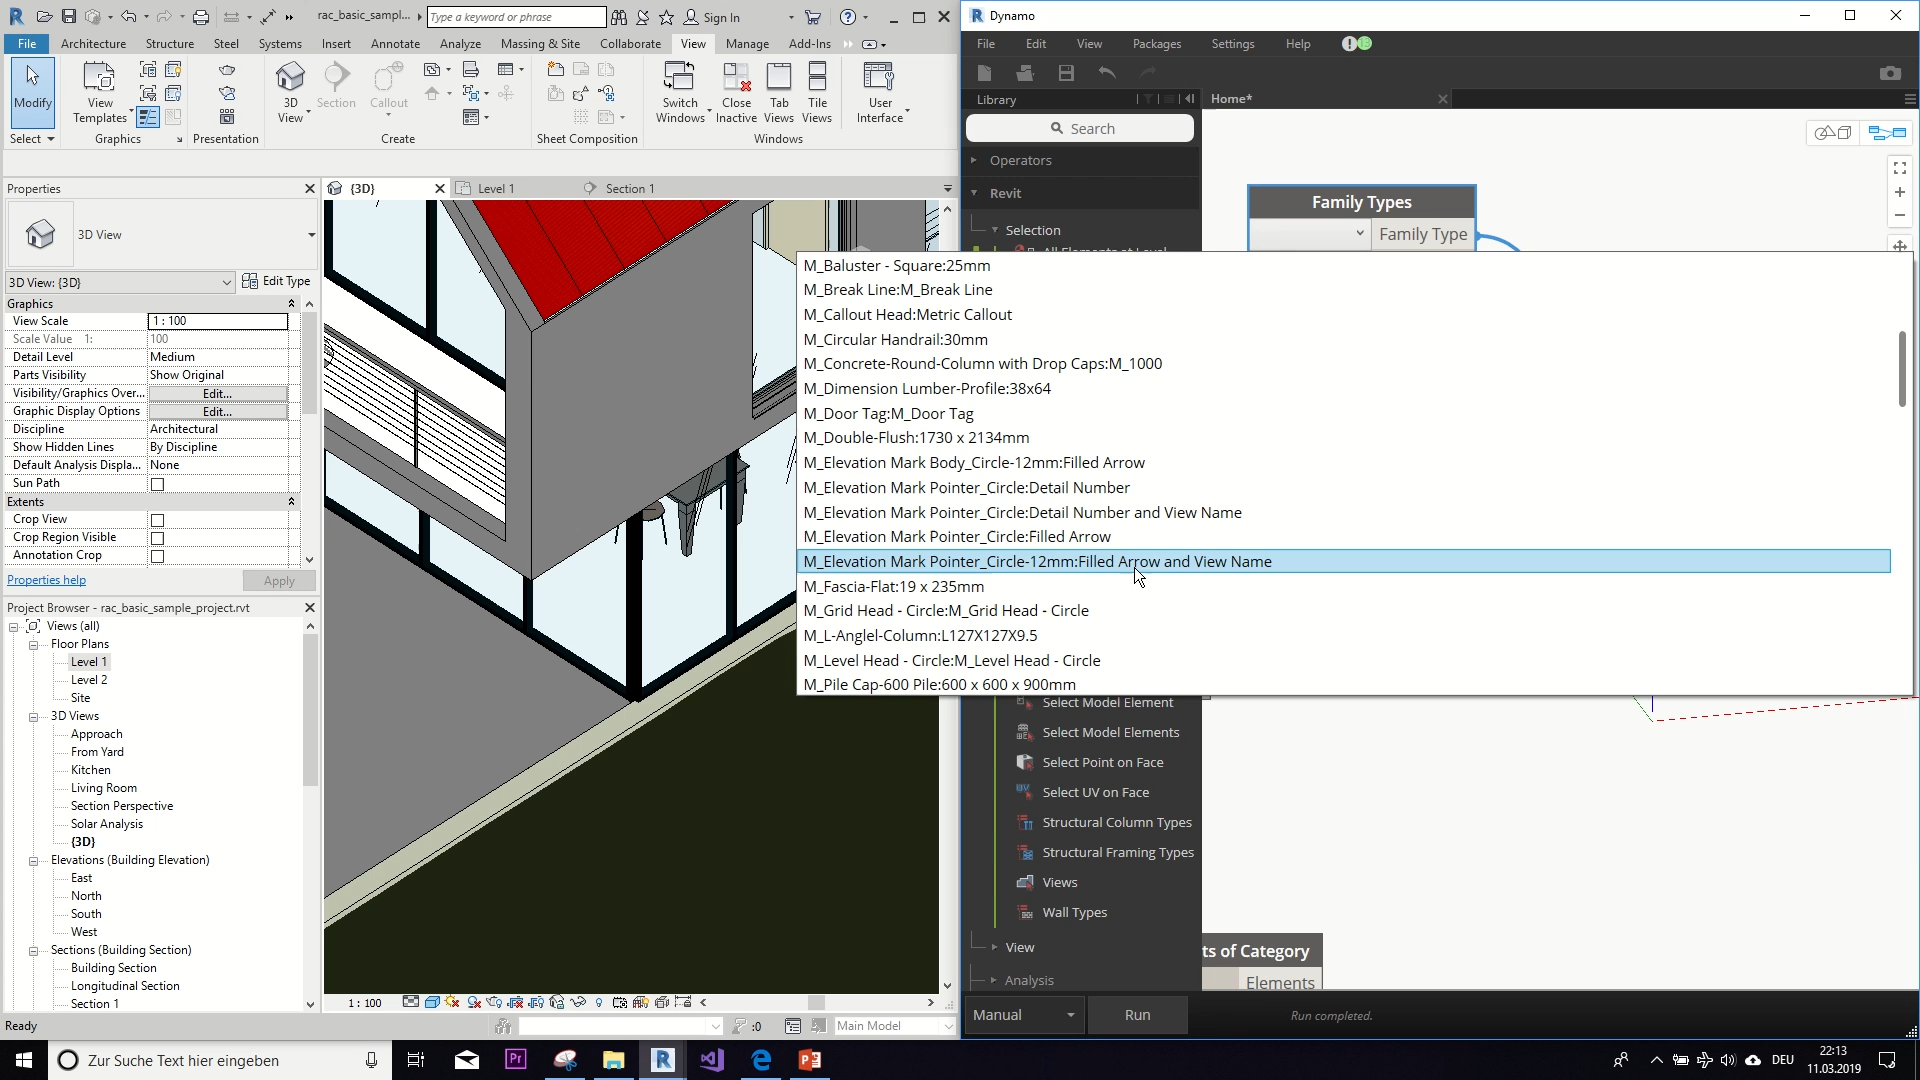 rac_basic_sampl...
Type a keyword or phrase
Sign In
File
Architecture
Structure
Steel
Systems
Insert
Annotate
Analyze
Massing & Site
Collaborate
View
Manage
Add-Ins
Modify
View
Templates
3D
View
Section
Callout
Switch
Windows
Close
Inactive
Tab
Views
Tile
Views
User
Interface
Select
Graphics
Presentation
Create
Sheet Composition
Windows
Properties
3D View
3D View: {3D}
Edit Type
Graphics
View Scale
1 : 100
Scale Value 1:
100
Detail Level
Medium
Parts Visibility
Show Original
Visibility/Graphics Over...
Edit...
Graphic Display Options
Edit...
Discipline
Architectural
Show Hidden Lines
By Discipline
Default Analysis Displa...
None
Sun Path
Extents
Crop View
Crop Region Visible
Annotation Crop
Properties help
Apply
Project Browser - rac_basic_sample_project.rvt
Views (all)
Floor Plans
Level 1
Level 2
Site
3D Views
Approach
From Yard
Kitchen
Living Room
Section Perspective
Solar Analysis
{3D}
Elevations (Building Elevation)
East
North
South
West
Sections (Building Section)
Building Section
Longitudinal Section
Section 1
{3D}
Level 1
Section 1
1 : 100
Ready
:0
Main Model
Dynamo
File
Edit
View
Packages
Settings
Help
Library
Home*
Search
Operators
Revit
Selection
All Elements at Level
Family Types
Family Type
M_Baluster - Square:25mm
M_Break Line:M_Break Line
M_Callout Head:Metric Callout
M_Circular Handrail:30mm
M_Concrete-Round-Column with Drop Caps:M_1000
M_Dimension Lumber-Profile:38x64
M_Door Tag:M_Door Tag
M_Double-Flush:1730 x 2134mm
M_Elevation Mark Body_Circle-12mm:Filled Arrow
M_Elevation Mark Pointer_Circle:Detail Number
M_Elevation Mark Pointer_Circle:Detail Number and View Name
M_Elevation Mark Pointer_Circle:Filled Arrow
M_Elevation Mark Pointer_Circle-12mm:Filled Arrow and View Name
M_Fascia-Flat:19 x 235mm
M_Grid Head - Circle:M_Grid Head - Circle
M_L-Anglel-Column:L127X127X9.5
M_Level Head - Circle:M_Level Head - Circle
M_Pile Cap-600 Pile:600 x 600 x 900mm
Select Model Element
Select Model Elements
Select Point on Face
Select UV on Face
Structural Column Types
Structural Framing Types
Views
Wall Types
View
Analysis
ts of Category
Elements
Manual
Run
Run completed.
Zur Suche Text hier eingeben
DEU
22:13
11.03.2019